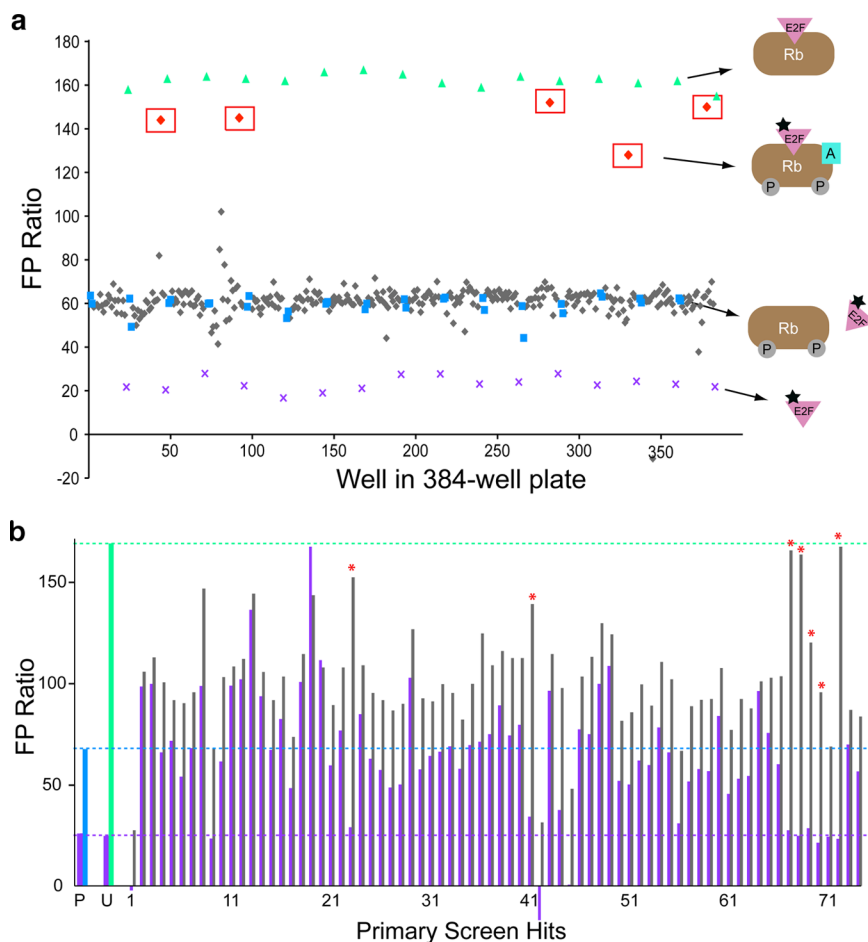 a
180
160
140
120
100
80
60
40
20
0
-20
FP Ratio
50 100 150 200 250 300 350
Well in 384-well plate
E2F
Rb
E2F
A
Rb
P P
Rb
E2F
P P
E2F
b
150
100
50
0
FP Ratio
* * * * * *
P U 1 11 21 31 41 51 61 71
Primary Screen Hits